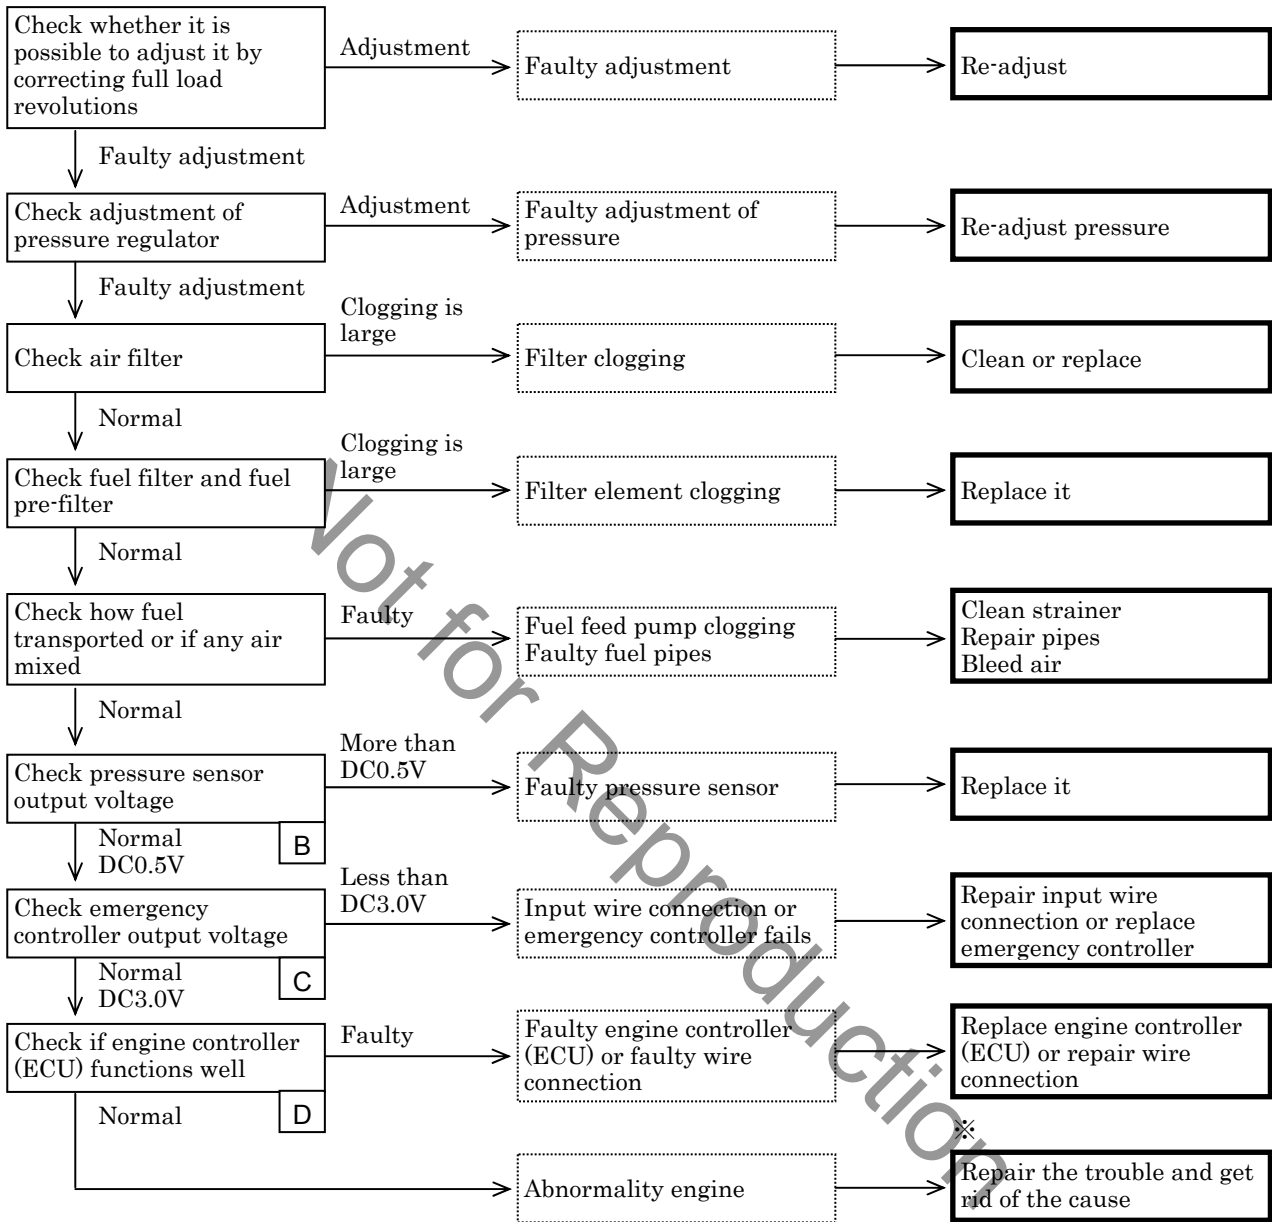 Check whether it is
possible to adjust it by
correcting full load
revolutions
Adjustment
Faulty adjustment
Re-adjust
Faulty adjustment
Check adjustment of
pressure regulator
Adjustment
Faulty adjustment of
pressure
Re-adjust pressure
Faulty adjustment
Check air filter
Clogging is
large
Filter clogging
Clean or replace
Normal
Check fuel filter and fuel
pre-filter
Clogging is
large
Filter element clogging
Replace it
Normal
Check how fuel
transported or if any air
mixed
Faulty
Fuel feed pump clogging
Faulty fuel pipes
Clean strainer
Repair pipes
Bleed air
Normal
Check pressure sensor
output voltage
B
More than
DC0.5V
Faulty pressure sensor
Replace it
Normal
DC0.5V
Check emergency
controller output voltage
C
Less than
DC3.0V
Input wire connection or
emergency controller fails
Repair input wire
connection or replace
emergency controller
Normal
DC3.0V
Check if engine controller
(ECU) functions well
D
Faulty
Faulty engine controller
(ECU) or faulty wire
connection
Replace engine controller
(ECU) or repair wire
connection
Normal
Abnormality engine
※
Repair the trouble and get
rid of the cause
Not for Reproduction